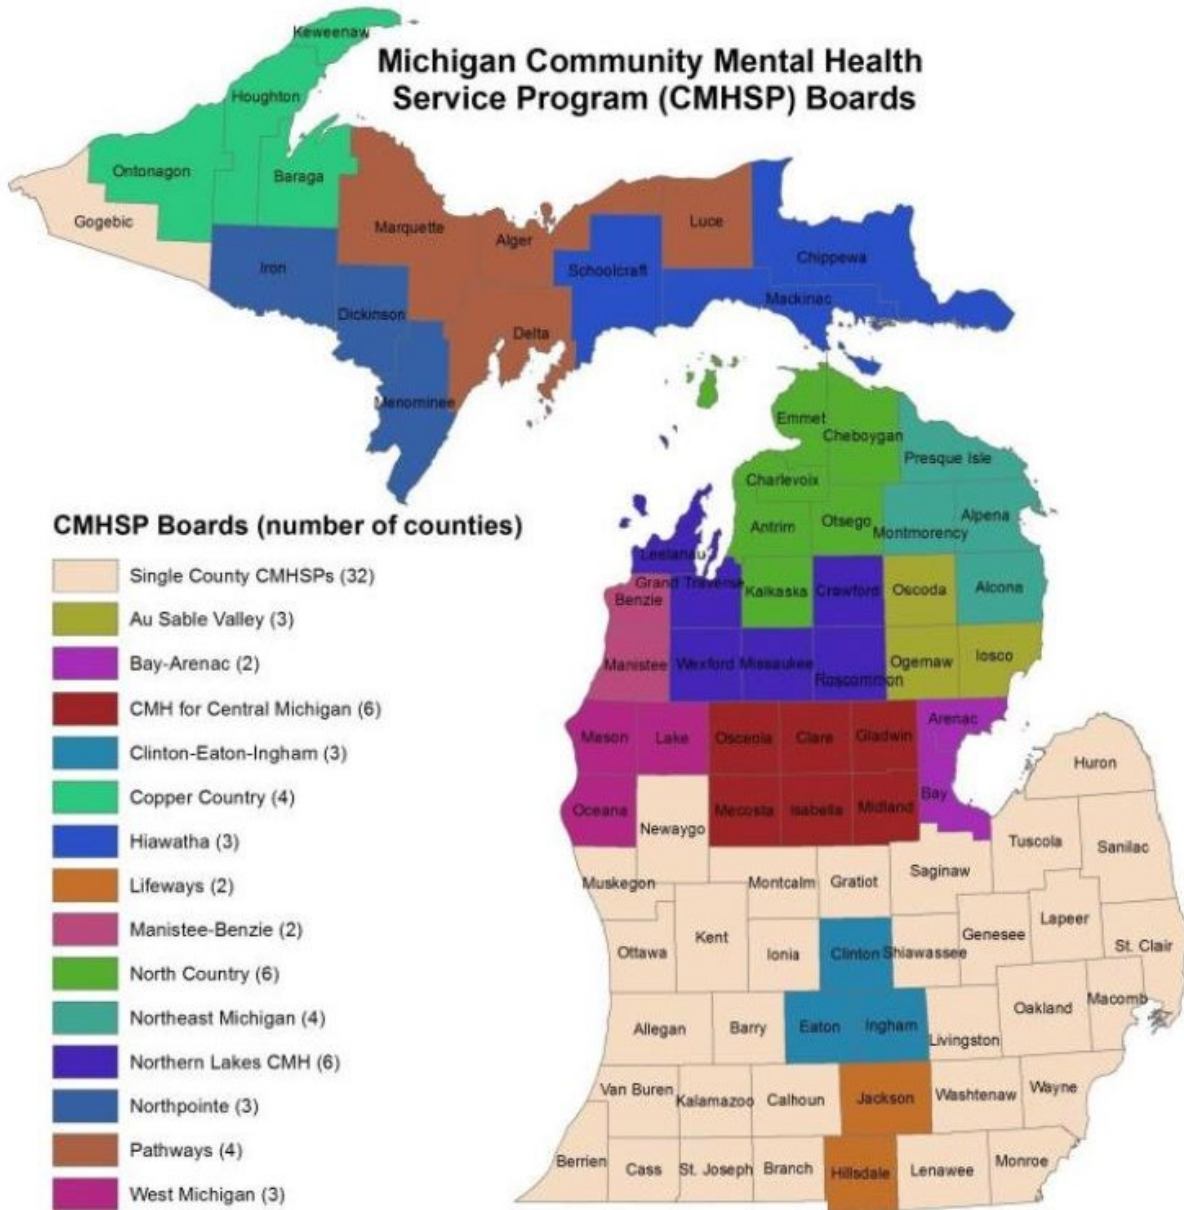 Michigan Community Mental Health
Service Program (CMHSP) Boards
Keweenaw
Houghton
Ontonagon
Baraga
Gogebic
Marquette
Alger
Luce
Iron
Schoolcraft
Chippewa
Mackinac
Dickinson
Delta
Menominee
Emmet
Cheboygan
Presque Isle
Charlevoix
Antrim
Otsego
Montmorency
Alpena
Leelanau
Grand Traverse
Benzie
Kalkaska
Crawford
Oscoda
Alcona
Manistee
Wexford
Missaukee
Roscommon
Ogemaw
Iosco
Mason
Lake
Osceola
Clare
Gladwin
Arenac
Huron
Oceana
Newaygo
Mecosta
Isabella
Midland
Bay
Tuscola
Sanilac
Muskegon
Montcalm
Gratiot
Saginaw
Ottawa
Kent
Ionia
Clinton
Shiawassee
Genesee
Lapeer
St. Clair
Allegan
Barry
Eaton
Ingham
Livingston
Oakland
Macomb
Van Buren
Kalamazoo
Calhoun
Jackson
Washtenaw
Wayne
Berrien
Cass
St. Joseph
Branch
Hillsdale
Lenawee
Monroe
CMHSP Boards (number of counties)
Single County CMHSPs (32)
Au Sable Valley (3)
Bay-Arenac (2)
CMH for Central Michigan (6)
Clinton-Eaton-Ingham (3)
Copper Country (4)
Hiawatha (3)
Lifeways (2)
Manistee-Benzie (2)
North Country (6)
Northeast Michigan (4)
Northern Lakes CMH (6)
Northpointe (3)
Pathways (4)
West Michigan (3)